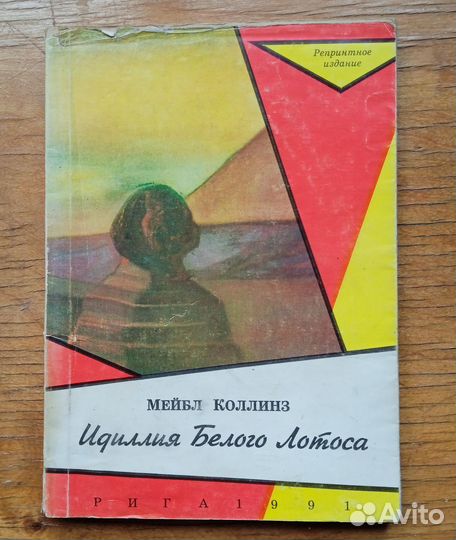 Репринтное
издание
МЕЙБЛ КОЛЛИНЗ
Идиллия Белого Лотоса
РИГА 1991
Avito